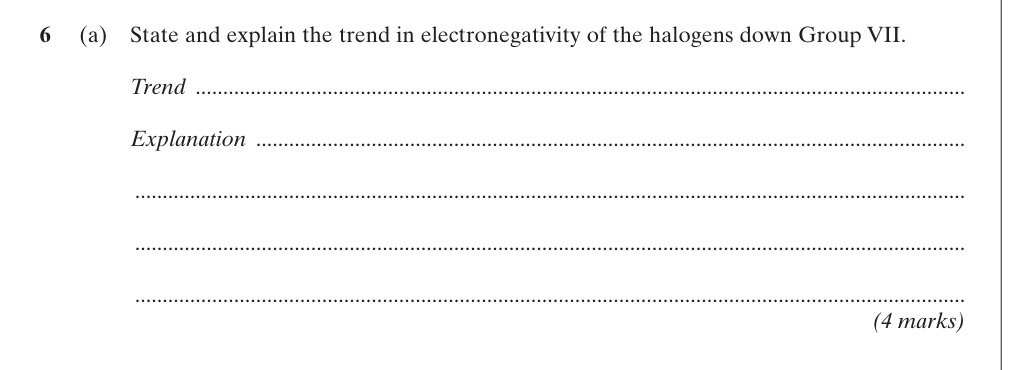 6 (a) State and explain the trend in electronegativity of the halogens down Group VII.
Trend ................................................................................................................................................
Explanation ....................................................................................................................................
............................................................................................................................................................
............................................................................................................................................................
............................................................................................................................................................
(4 marks)